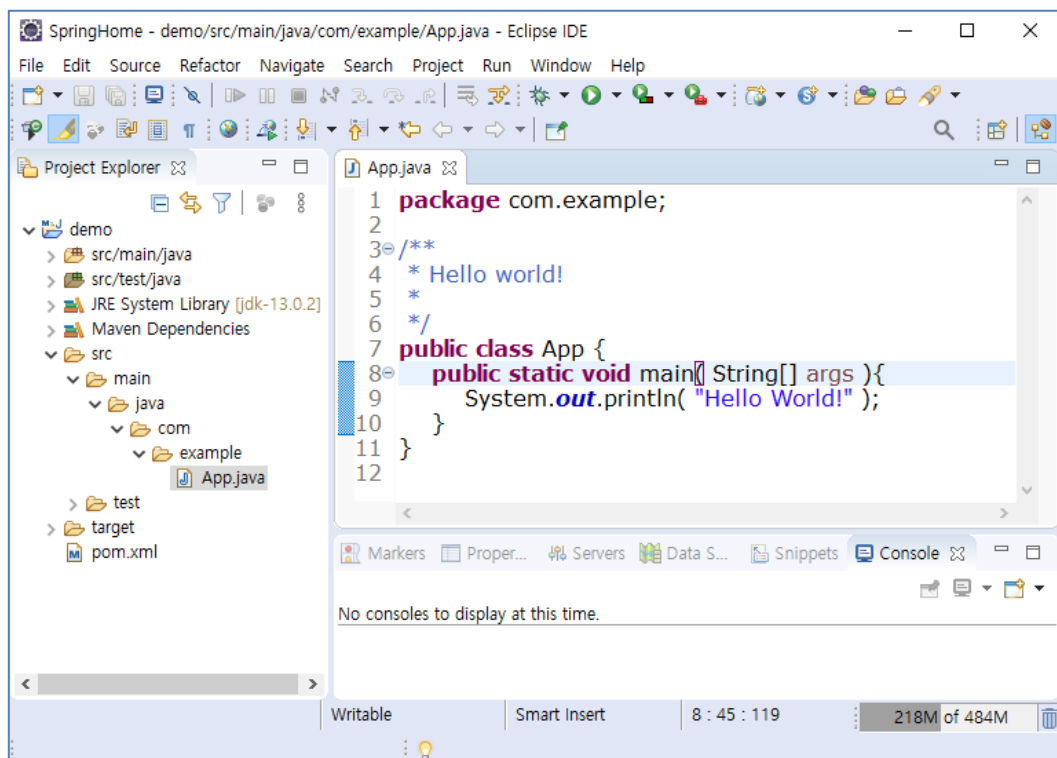 SpringHome - demo/src/main/java/com/example/App.java - Eclipse IDE
File Edit Source Refactor Navigate Search Project Run Window Help
Project Explorer
App.java
demo
src/main/java
src/test/java
JRE System Library [jdk-13.0.2]
Maven Dependencies
src
main
java
com
example
App.java
test
target
pom.xml
1 package com.example;
2
3 /**
4 * Hello world!
5 *
6 */
7 public class App {
8 public static void main( String[] args ){
9 System.out.println( "Hello World!" );
10 }
11 }
12
Markers Proper... Servers Data S... Snippets Console
No consoles to display at this time.
Writable Smart Insert 8 : 45 : 119 218M of 484M